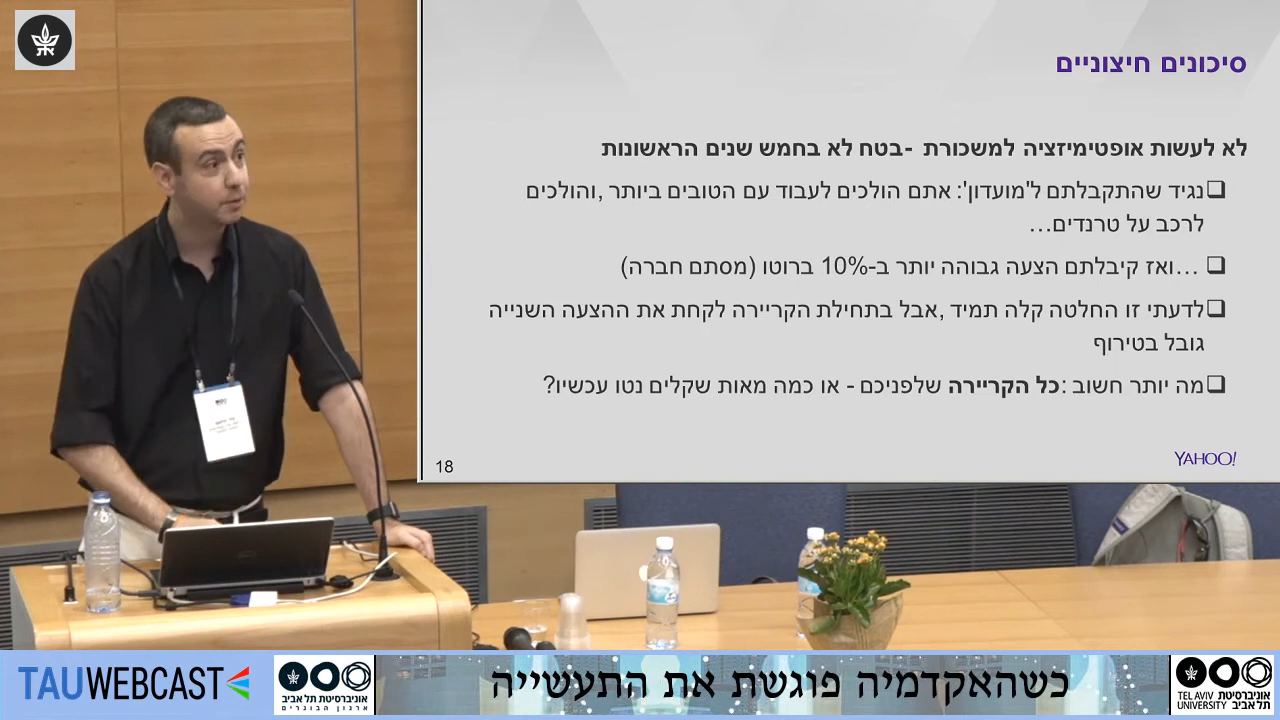 סיכונים חיצוניים
לא לעשות אופטימיזציה למשכורת - בטח לא בחמש שנים הראשונות
נגיד שהתקבלתם ל'מועדון': אתם הולכים לעבוד עם הטובים ביותר ,והולכים
לרכב על טרנדים...
...ואז קיבלתם הצעה גבוהה יותר ב-10% ברוטו (מסתם חברה)
לדעתי זו החלטה קלה תמיד ,אבל בתחילת הקריירה לקחת את ההצעה השנייה
גובל בטירוף
מה יותר חשוב :כל הקריירה שלפניכם - או כמה מאות שקלים נטו עכשיו?
18
YAHOO!
TAUWEBCAST
אוניברסיטת תל אביב
ארגון הבוגרים
כשהאקדמיה פוגשת את התעשייה
TEL AVIV UNIVERSITY
אוניברסיטת תל אביב